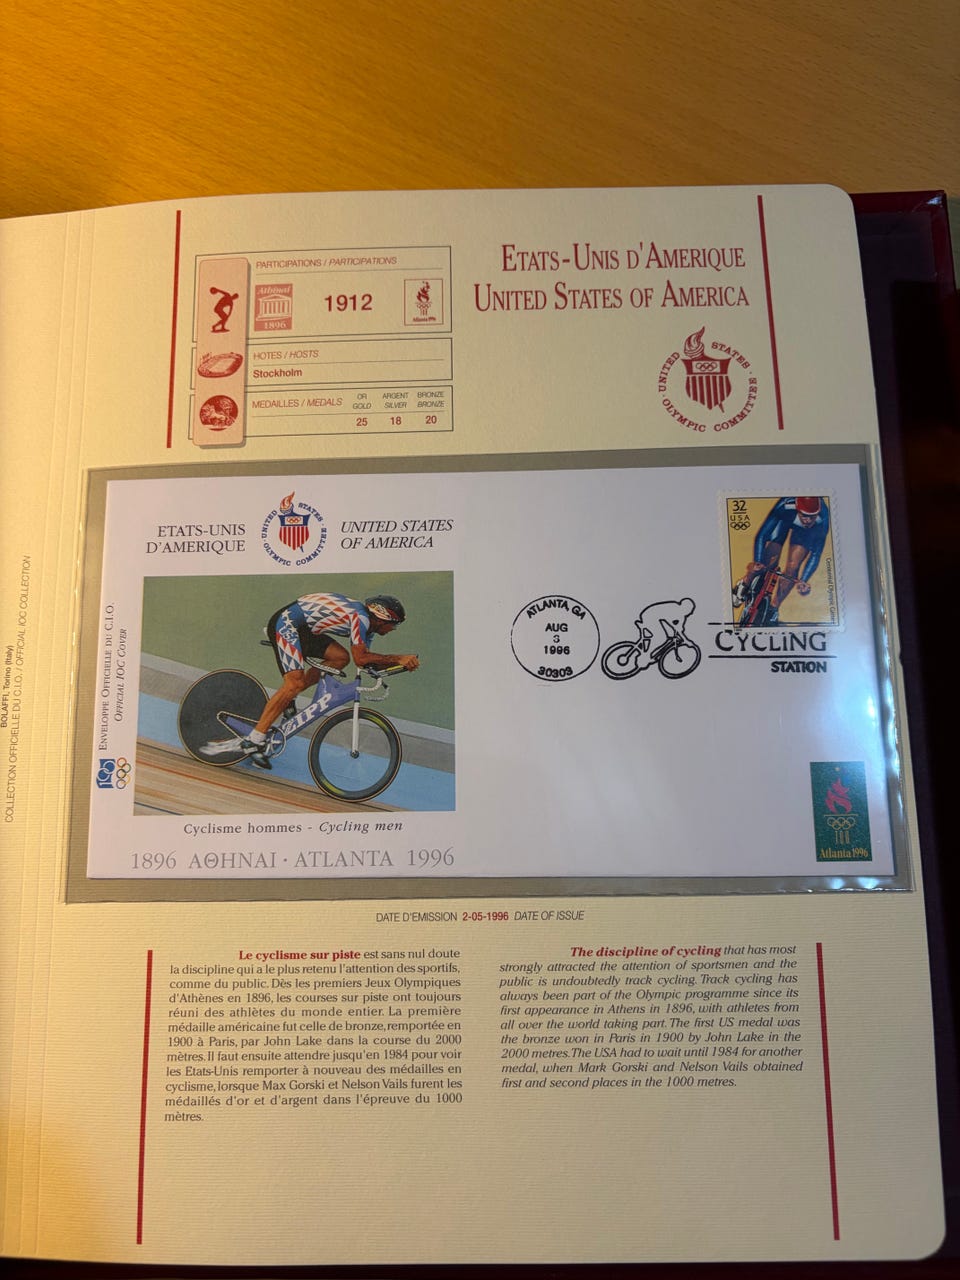 PARTICIPATIONS / PARTICIPATIONS
Athinai
1896
1912
Atlanta 1996
HOTES / HOSTS
Stockholm
MEDAILLES / MEDALS
OR
GOLD
ARGENT
SILVER
BRONZE
BRONZE
25 18 20
ETATS-UNIS D'AMERIQUE
UNITED STATES OF AMERICA
UNITED STATES
OLYMPIC COMMITTEE
ETATS-UNIS
D'AMERIQUE
UNITED STATES
OLYMPIC COMMITTEE
UNITED STATES
OF AMERICA
ENVELOPPE OFFICIELLE DU C.I.O.
OFFICIAL IOC COVER
ZIPP
Cyclisme hommes - Cycling men
1896 ΑΘΗΝΑΙ · ATLANTA 1996
32
USA
Centennial Olympic Games
ATLANTA GA
AUG
3
1996
30303
CYCLING
STATION
100
Atlanta 1996
BOLAFFI, Torino (Italy)
COLLECTION OFFICIELLE DU C.I.O. / OFFICIAL IOC COLLECTION
DATE D'EMISSION 2-05-1996 DATE OF ISSUE
Le cyclisme sur piste est sans nul doute
la discipline qui a le plus retenu l'attention des sportifs,
comme du public. Dès les premiers Jeux Olympiques
d'Athènes en 1896, les courses sur piste ont toujours
réuni des athlètes du monde entier. La première
médaille américaine fut celle de bronze, remportée en
1900 à Paris, par John Lake dans la course du 2000
mètres. Il faut ensuite attendre jusqu'en 1984 pour voir
les Etats-Unis remporter à nouveau des médailles en
cyclisme, lorsque Max Gorski et Nelson Vails furent les
médaillés d'or et d'argent dans l'épreuve du 1000
mètres.
The discipline of cycling that has most
strongly attracted the attention of sportsmen and the
public is undoubtedly track cycling. Track cycling has
always been part of the Olympic programme since its
first appearance in Athens in 1896, with athletes from
all over the world taking part. The first US medal was
the bronze won in Paris in 1900 by John Lake in the
2000 metres. The USA had to wait until 1984 for another
medal, when Mark Gorski and Nelson Vails obtained
first and second places in the 1000 metres.